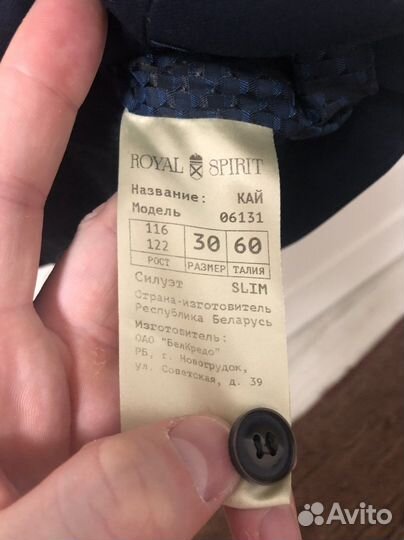 ROYAL SPIRIT
Название: КАЙ
Модель 06131
116 122 30 60
РОСТ РАЗМЕР ТАЛИЯ
Силуэт SLIM
Страна-изготовитель
Республика Беларусь
Изготовитель:
ОАО "БелКредо"
РБ, г. Новогрудок,
ул. Советская, д. 39
Avito